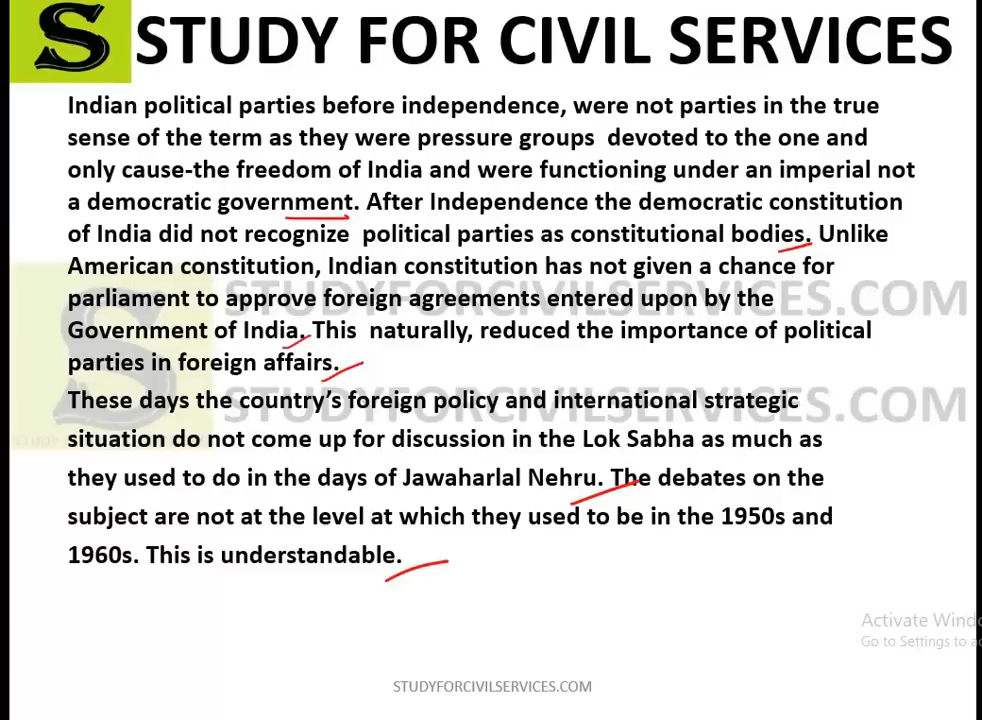 S STUDY FOR CIVIL SERVICES
Indian political parties before independence, were not parties in the true
sense of the term as they were pressure groups devoted to the one and
only cause-the freedom of India and were functioning under an imperial not
a democratic government. After Independence the democratic constitution
of India did not recognize political parties as constitutional bodies. Unlike
American constitution, Indian constitution has not given a chance for
parliament to approve foreign agreements entered upon by the
STUDYFORCIVILSERVICES.COM
Government of India. This naturally, reduced the importance of political
parties in foreign affairs.
These days the country's foreign policy and international strategic
STUDYFORCIVILSERVICES.COM
situation do not come up for discussion in the Lok Sabha as much as
they used to do in the days of Jawaharlal Nehru. The debates on the
subject are not at the level at which they used to be in the 1950s and
1960s. This is understandable.
Activate Wind
Go to Settings to a
STUDYFORCIVILSERVICES.COM